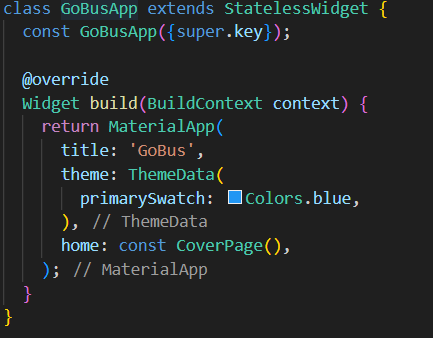 class GoBusApp extends StatelessWidget {
  const GoBusApp({super.key});

  @override
  Widget build(BuildContext context) {
    return MaterialApp(
      title: 'GoBus',
      theme: ThemeData(
        primarySwatch: Colors.blue,
      ), // ThemeData
      home: const CoverPage(),
    ); // MaterialApp
  }
}